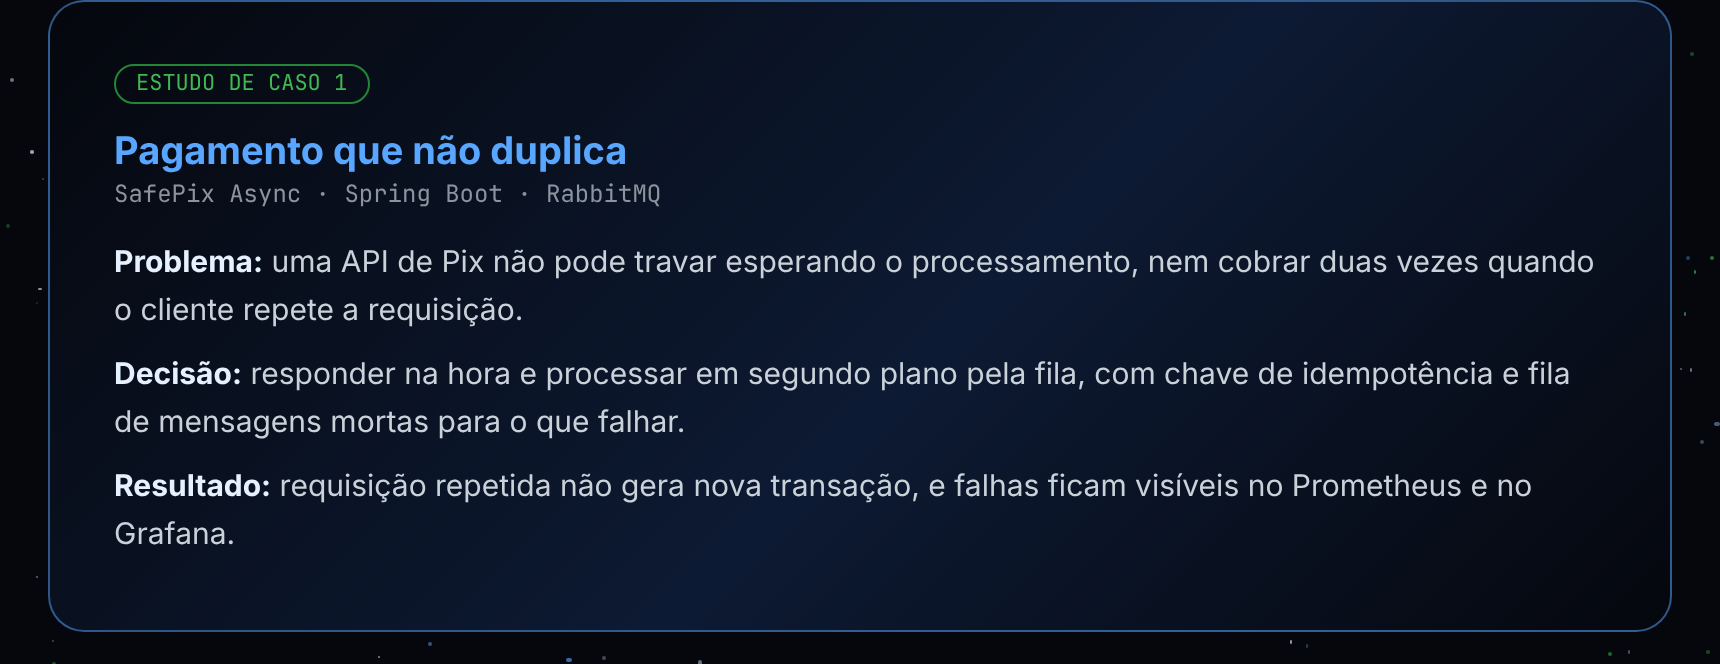 ESTUDO DE CASO 1
Pagamento que não duplica
SafePix Async · Spring Boot · RabbitMQ
Problema: uma API de Pix não pode travar esperando o processamento, nem cobrar duas vezes quando
o cliente repete a requisição.
Decisão: responder na hora e processar em segundo plano pela fila, com chave de idempotência e fila
de mensagens mortas para o que falhar.
Resultado: requisição repetida não gera nova transação, e falhas ficam visíveis no Prometheus e no
Grafana.